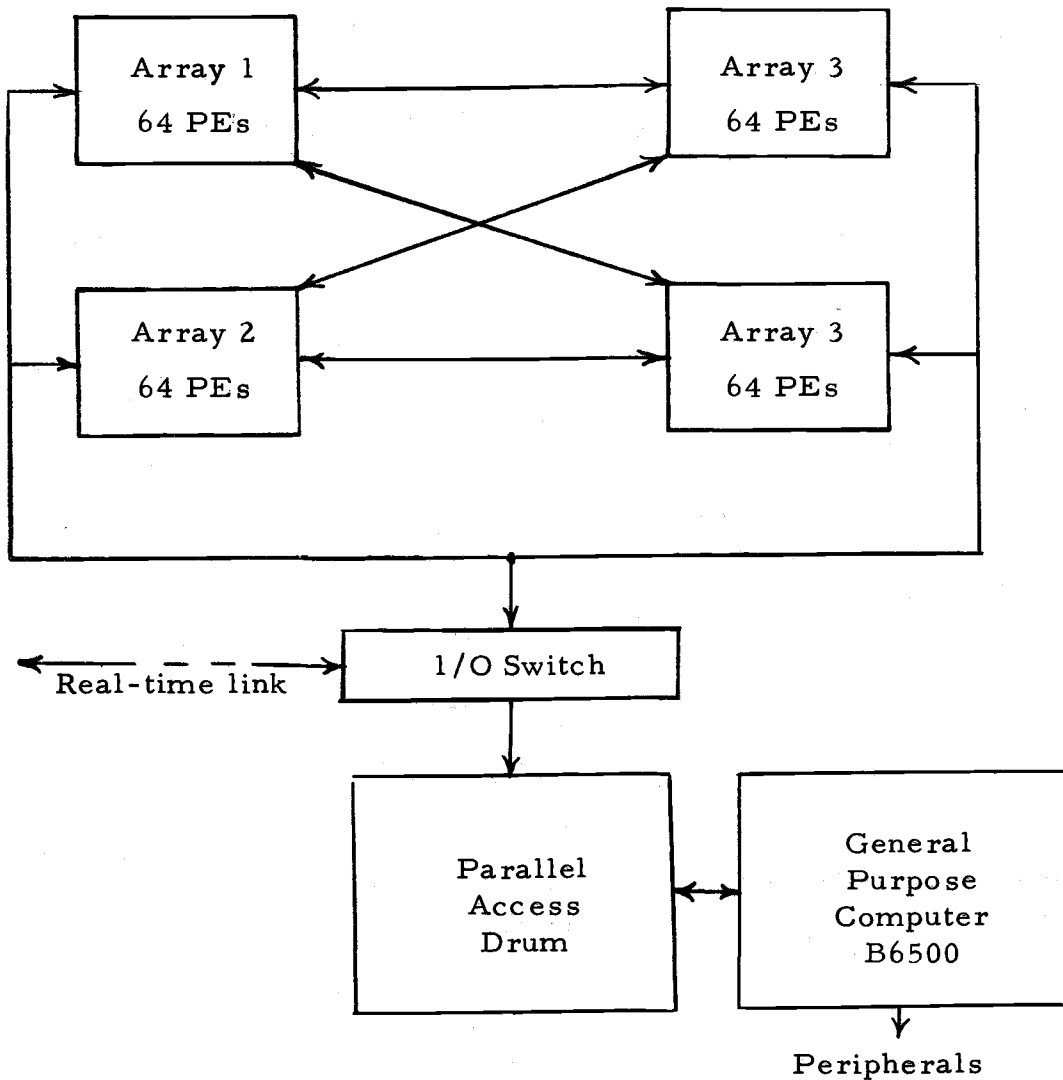 Array 1
64 PEs
Array 3
64 PEs
Array 2
64 PEs
Array 3
64 PEs
1/O Switch
Real-time link
Parallel
Access
Drum
General
Purpose
Computer
B6500
Peripherals